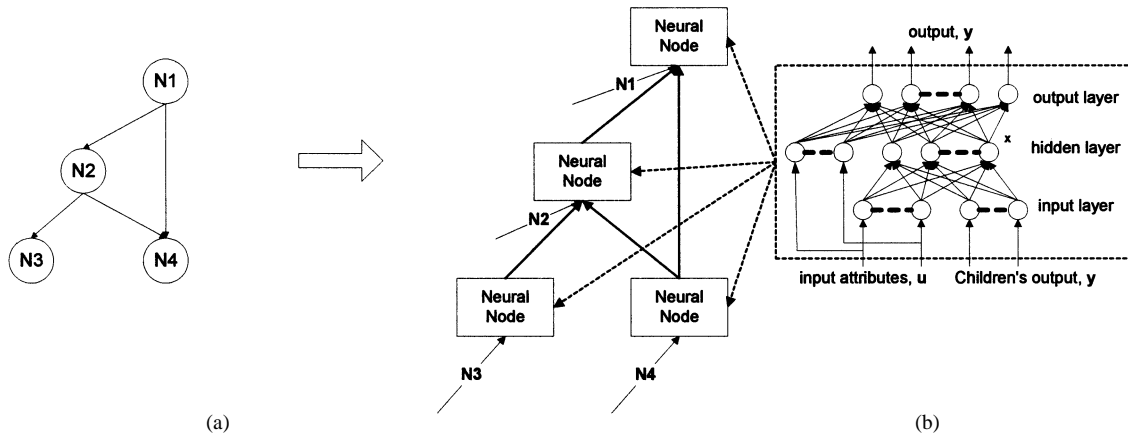 N1
N2
N3
N4
(a)
Neural
Node
N1
Neural
Node
N2
Neural
Node
N3
Neural
Node
N4
output, y
output layer
x
hidden layer
input layer
input attributes, u
Children's output, y
(b)